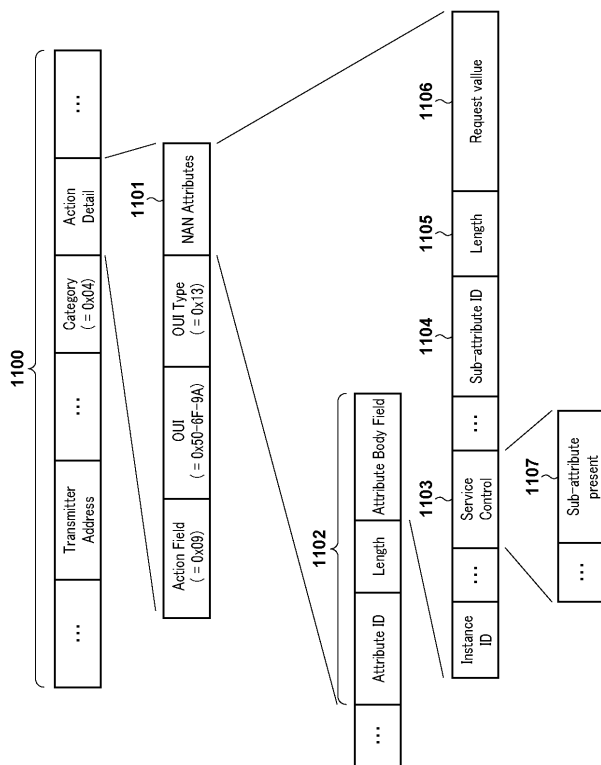 1100
...
Transmitter
Address
...
Category
( = 0x04)
Action
Detail
...
1101
Action Field
( = 0x09)
OUI
( = 0x50-6F-9A)
OUI Type
( = 0x13)
NAN Attributes
1102
...
Attribute ID
Length
Attribute Body Field
1103
1104
1105
1106
Instance
ID
...
Service
Control
...
Sub-attribute ID
Length
Request vallue
1107
...
Sub-attribute
present